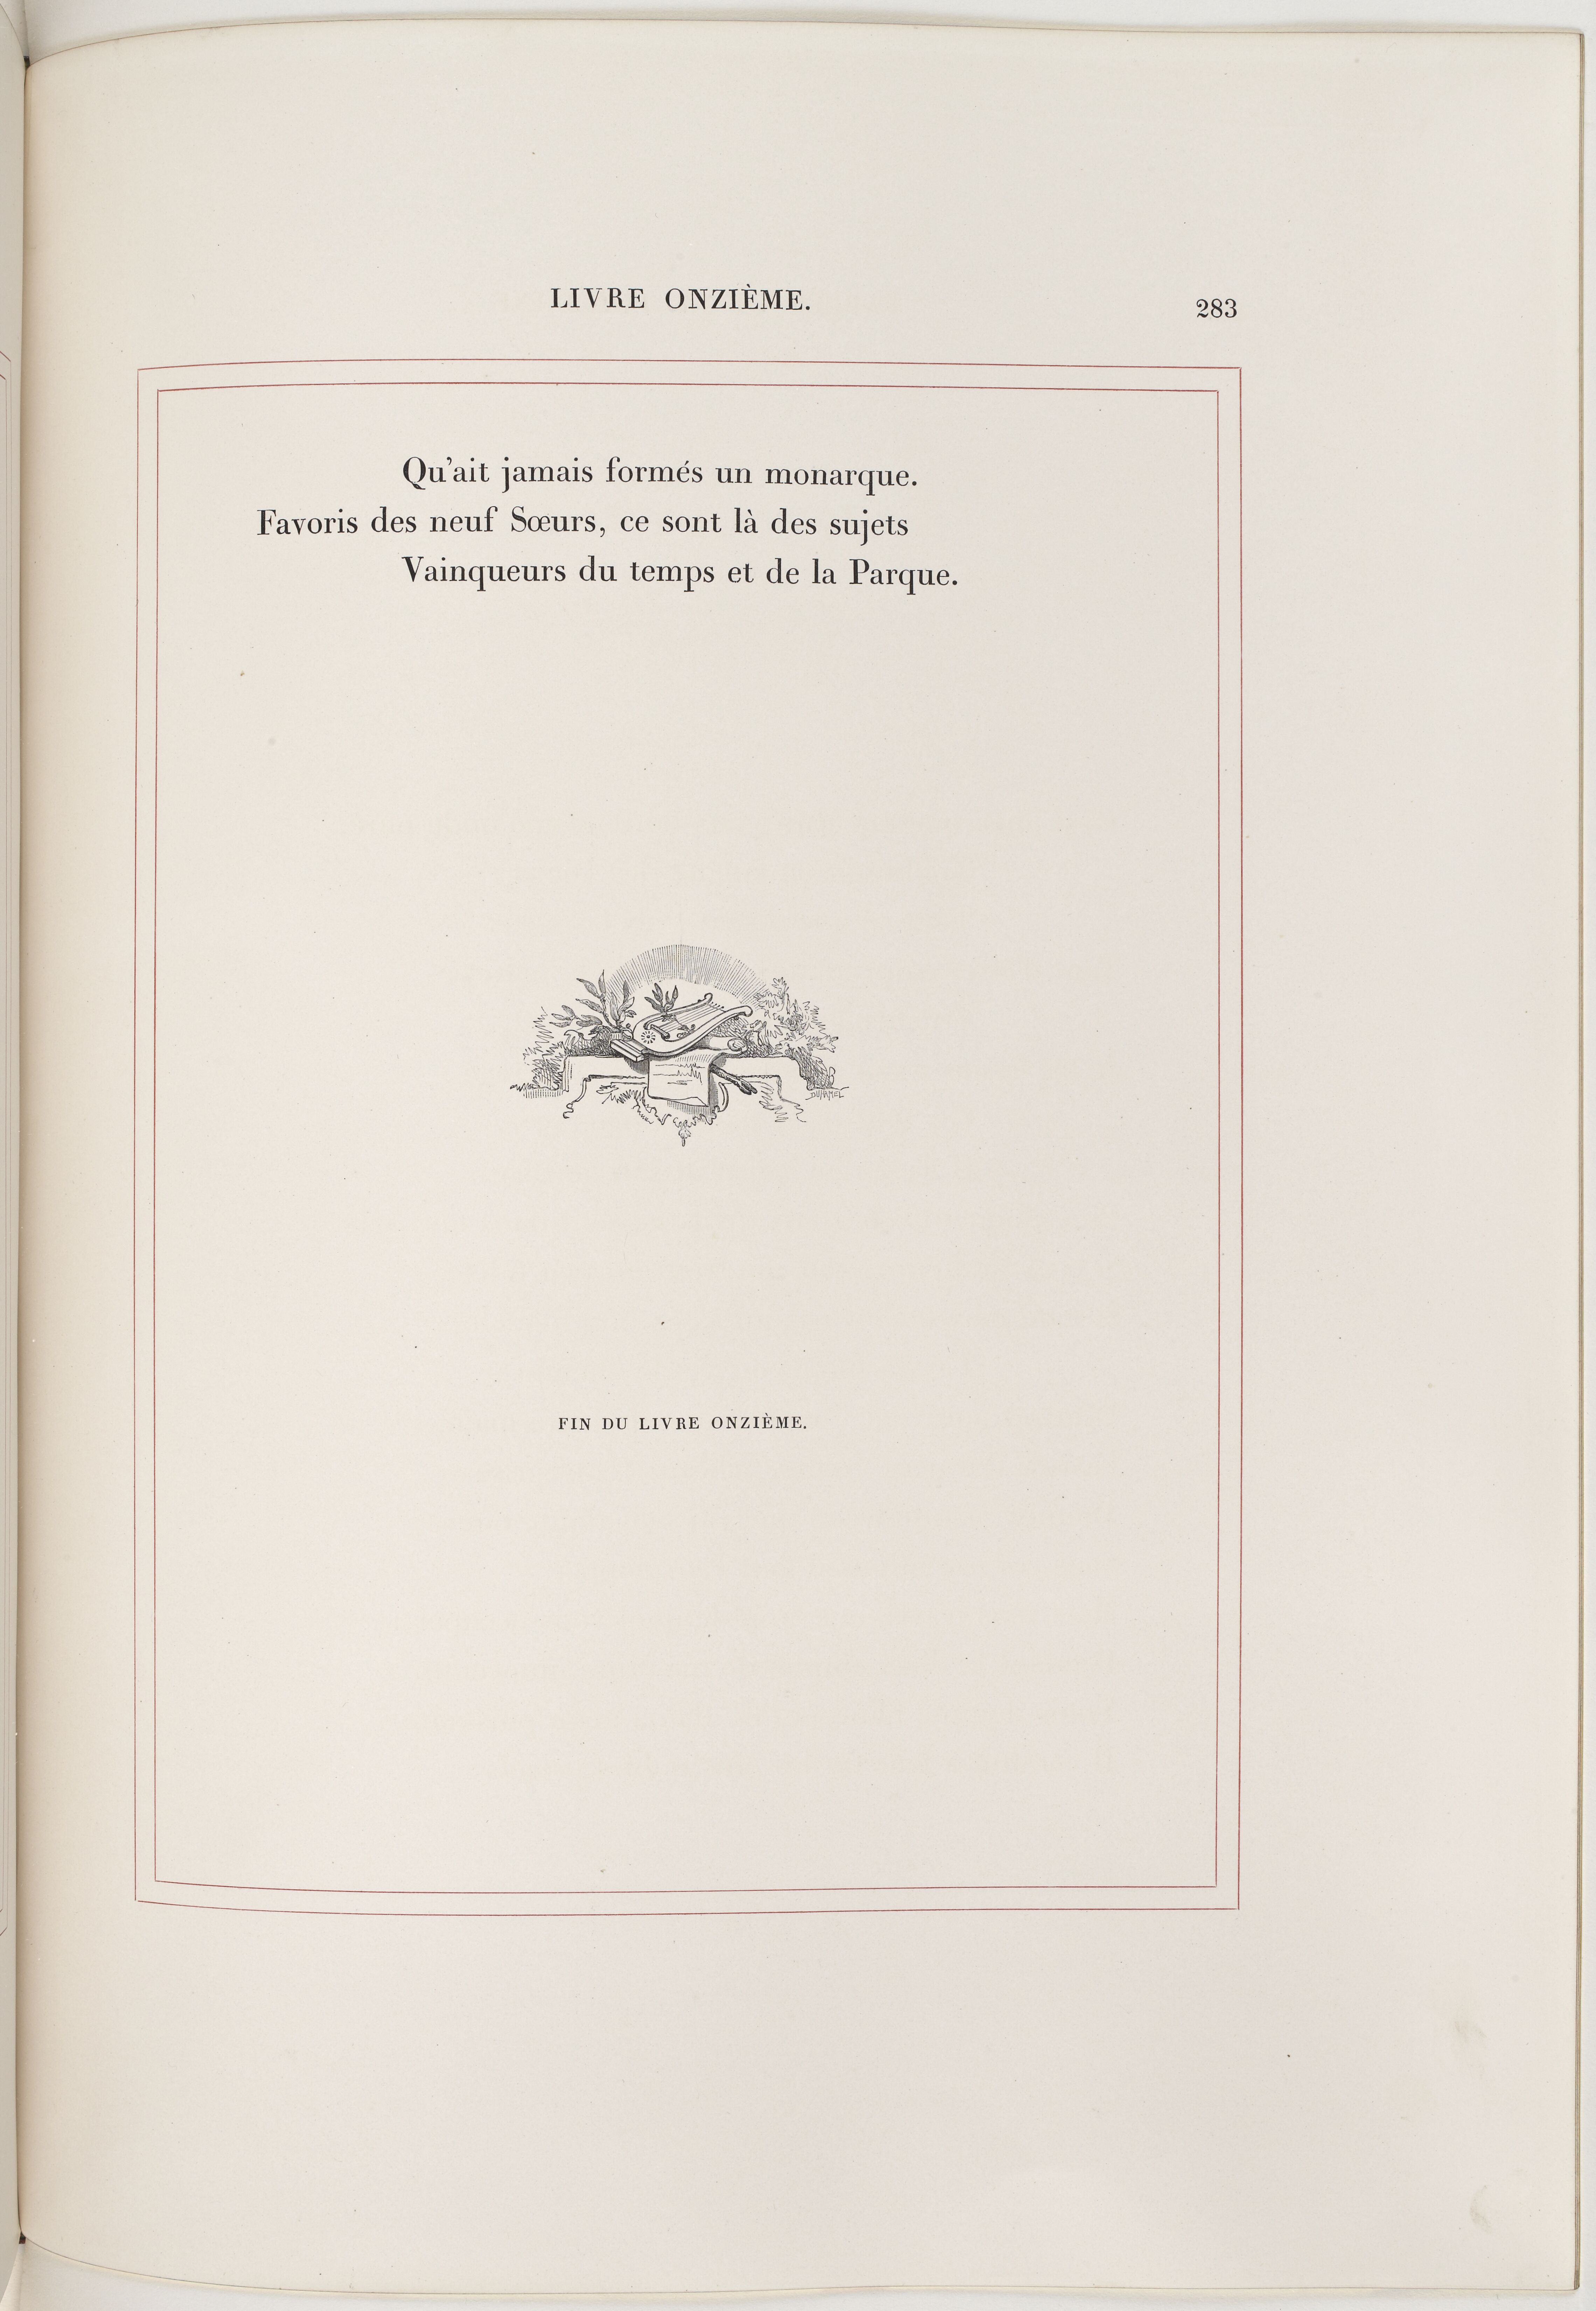 LIVRE ONZIÈME.
283
Qu'ait jamais formés un monarque.
Favoris des neuf Sœurs, ce sont là des sujets
Vainqueurs du temps et de la Parque.
FIN DU LIVRE ONZIÈME.